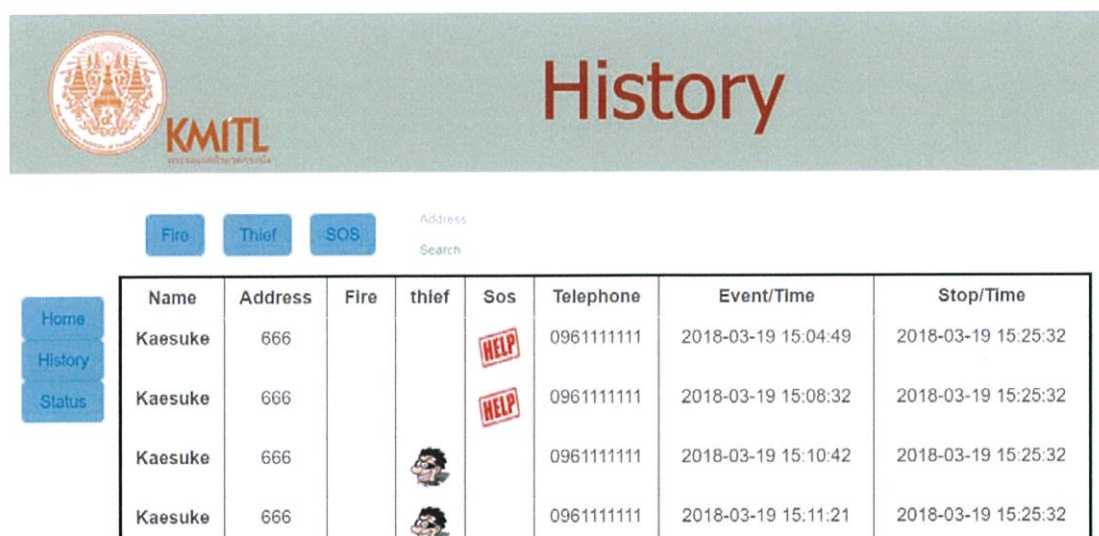 History
KMITL
Fire Thief SOS Address
Search
Home
History
Status
Name Address Fire thief Sos Telephone Event/Time Stop/Time
Kaesuke 666 HELP 0961111111 2018-03-19 15:04:49 2018-03-19 15:25:32
Kaesuke 666 HELP 0961111111 2018-03-19 15:08:32 2018-03-19 15:25:32
Kaesuke 666 0961111111 2018-03-19 15:10:42 2018-03-19 15:25:32
Kaesuke 666 0961111111 2018-03-19 15:11:21 2018-03-19 15:25:32